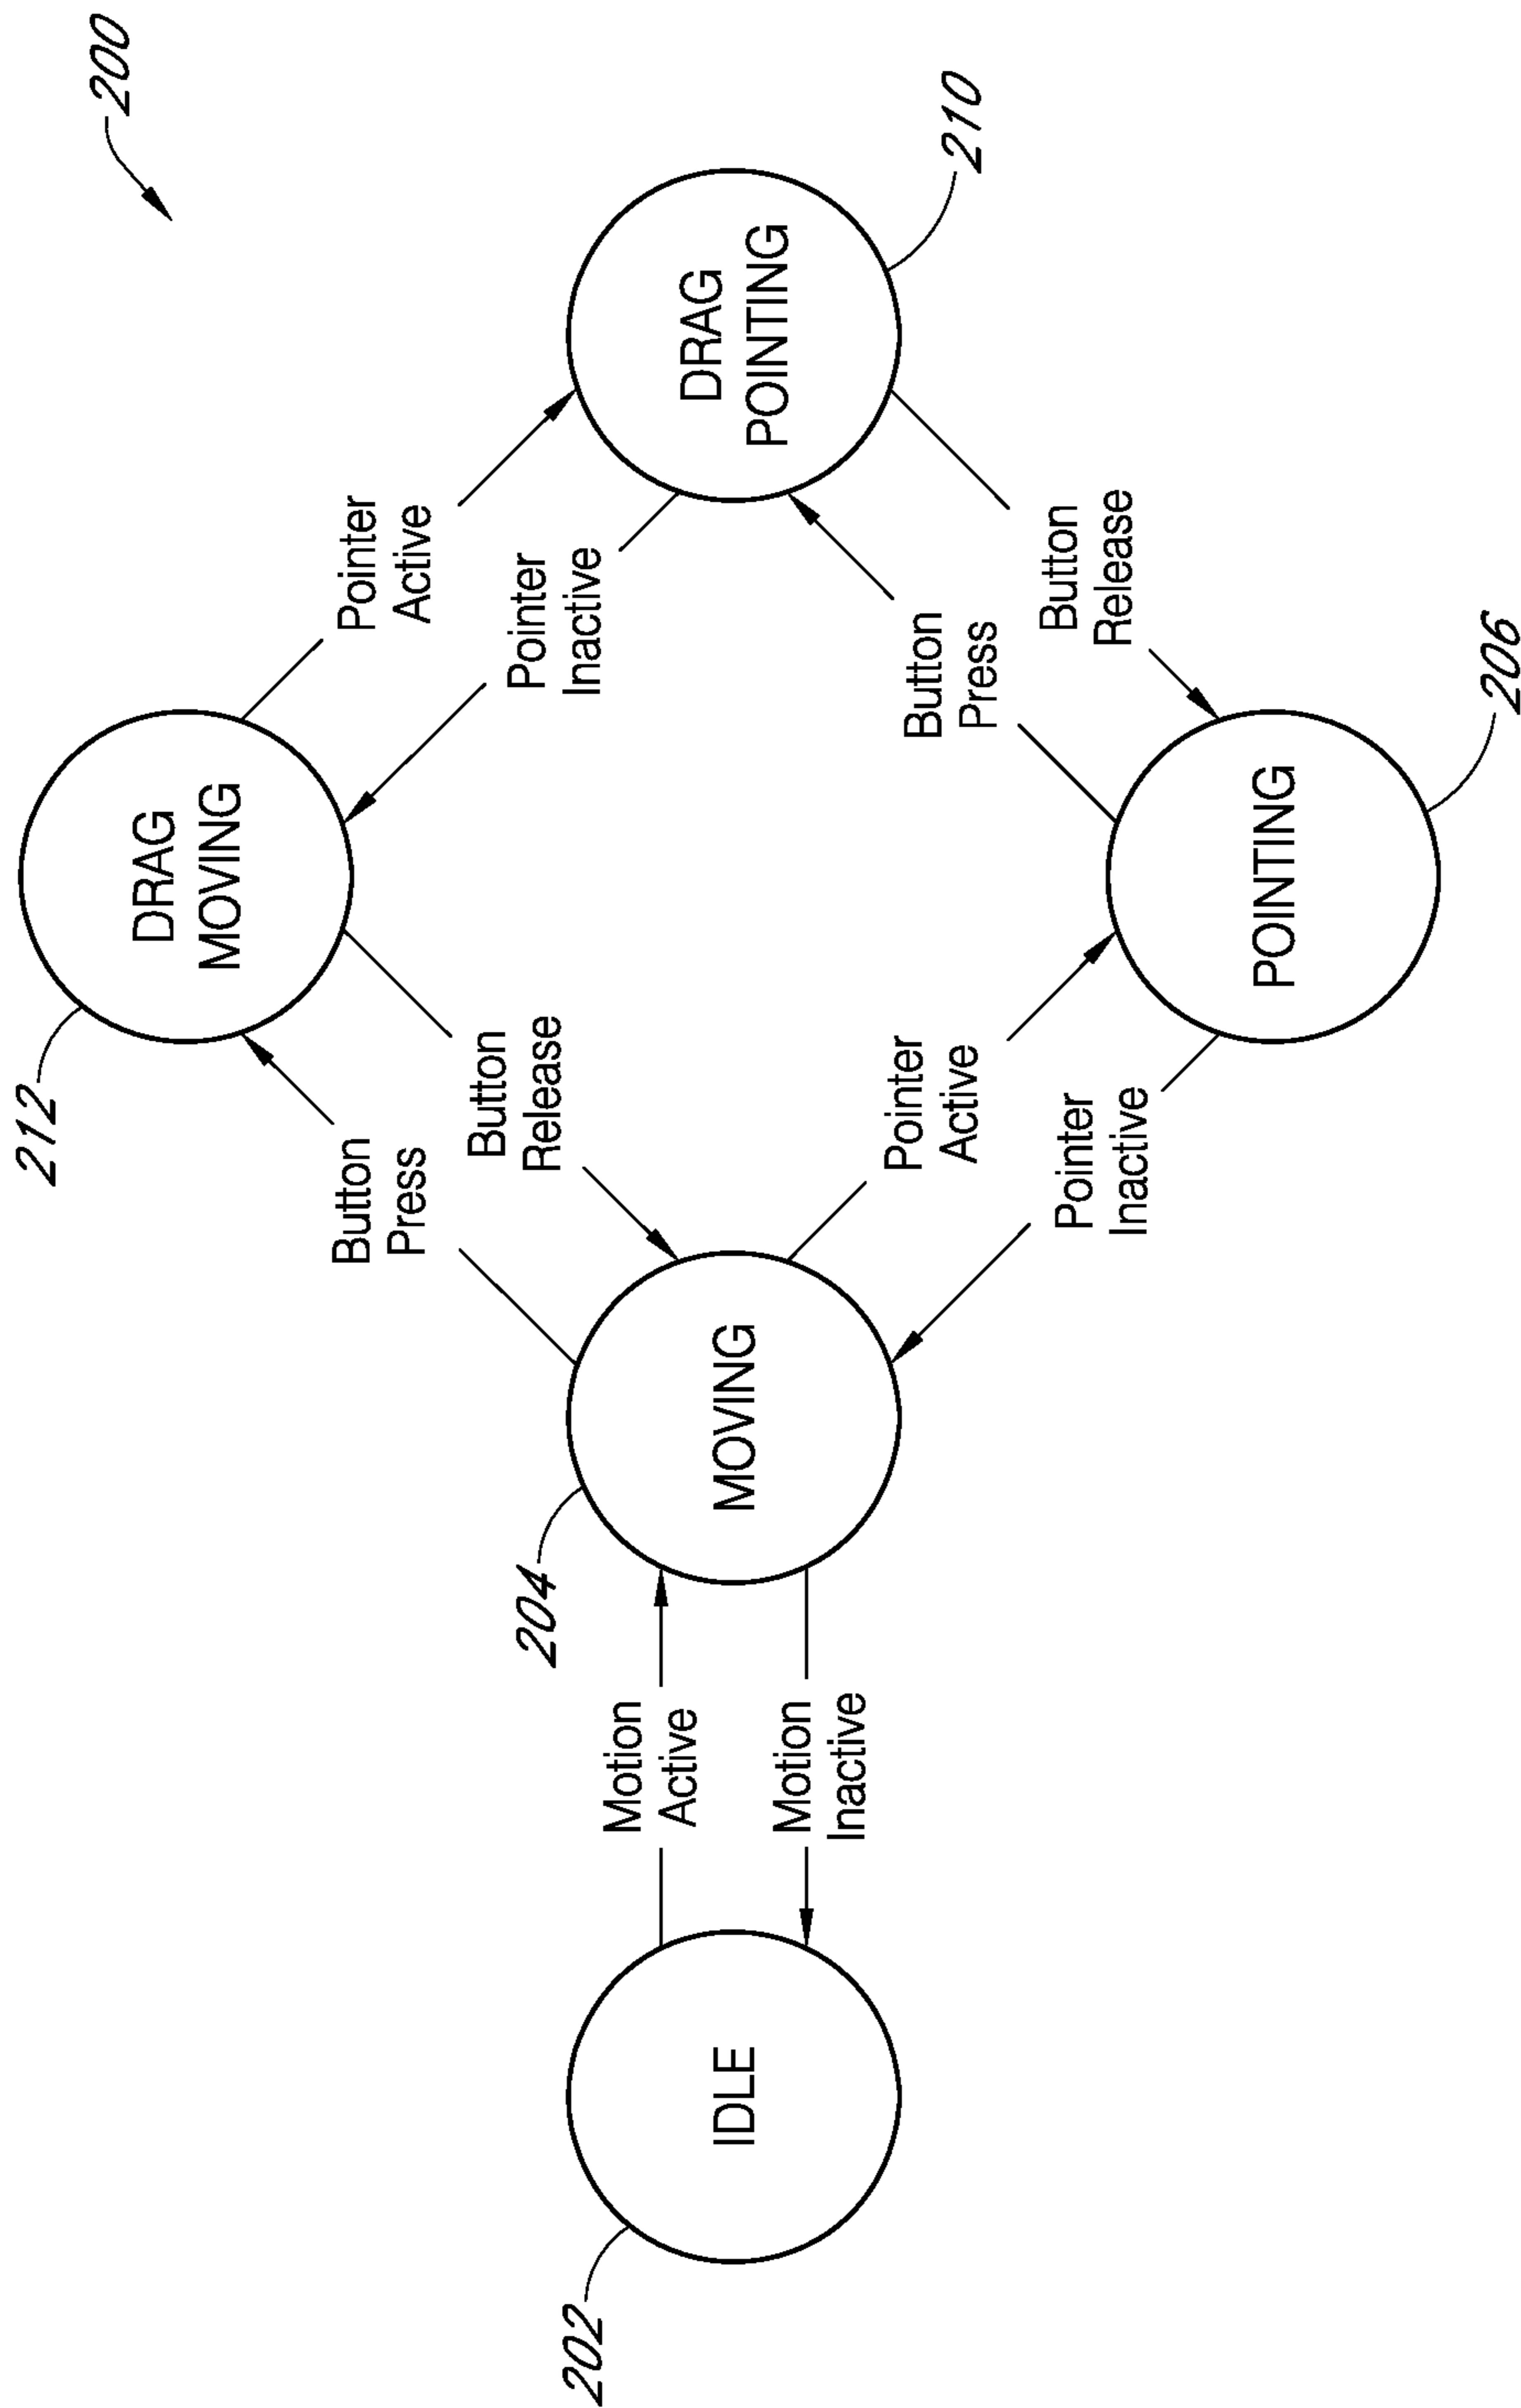 200
212
DRAG
MOVING
Button
Press
Button
Release
Pointer
Active
Pointer
Inactive
202
IDLE
Motion
Active
Motion
Inactive
204
MOVING
DRAG
POINTING
210
Pointer
Active
Pointer
Inactive
Button
Press
Button
Release
POINTING
206